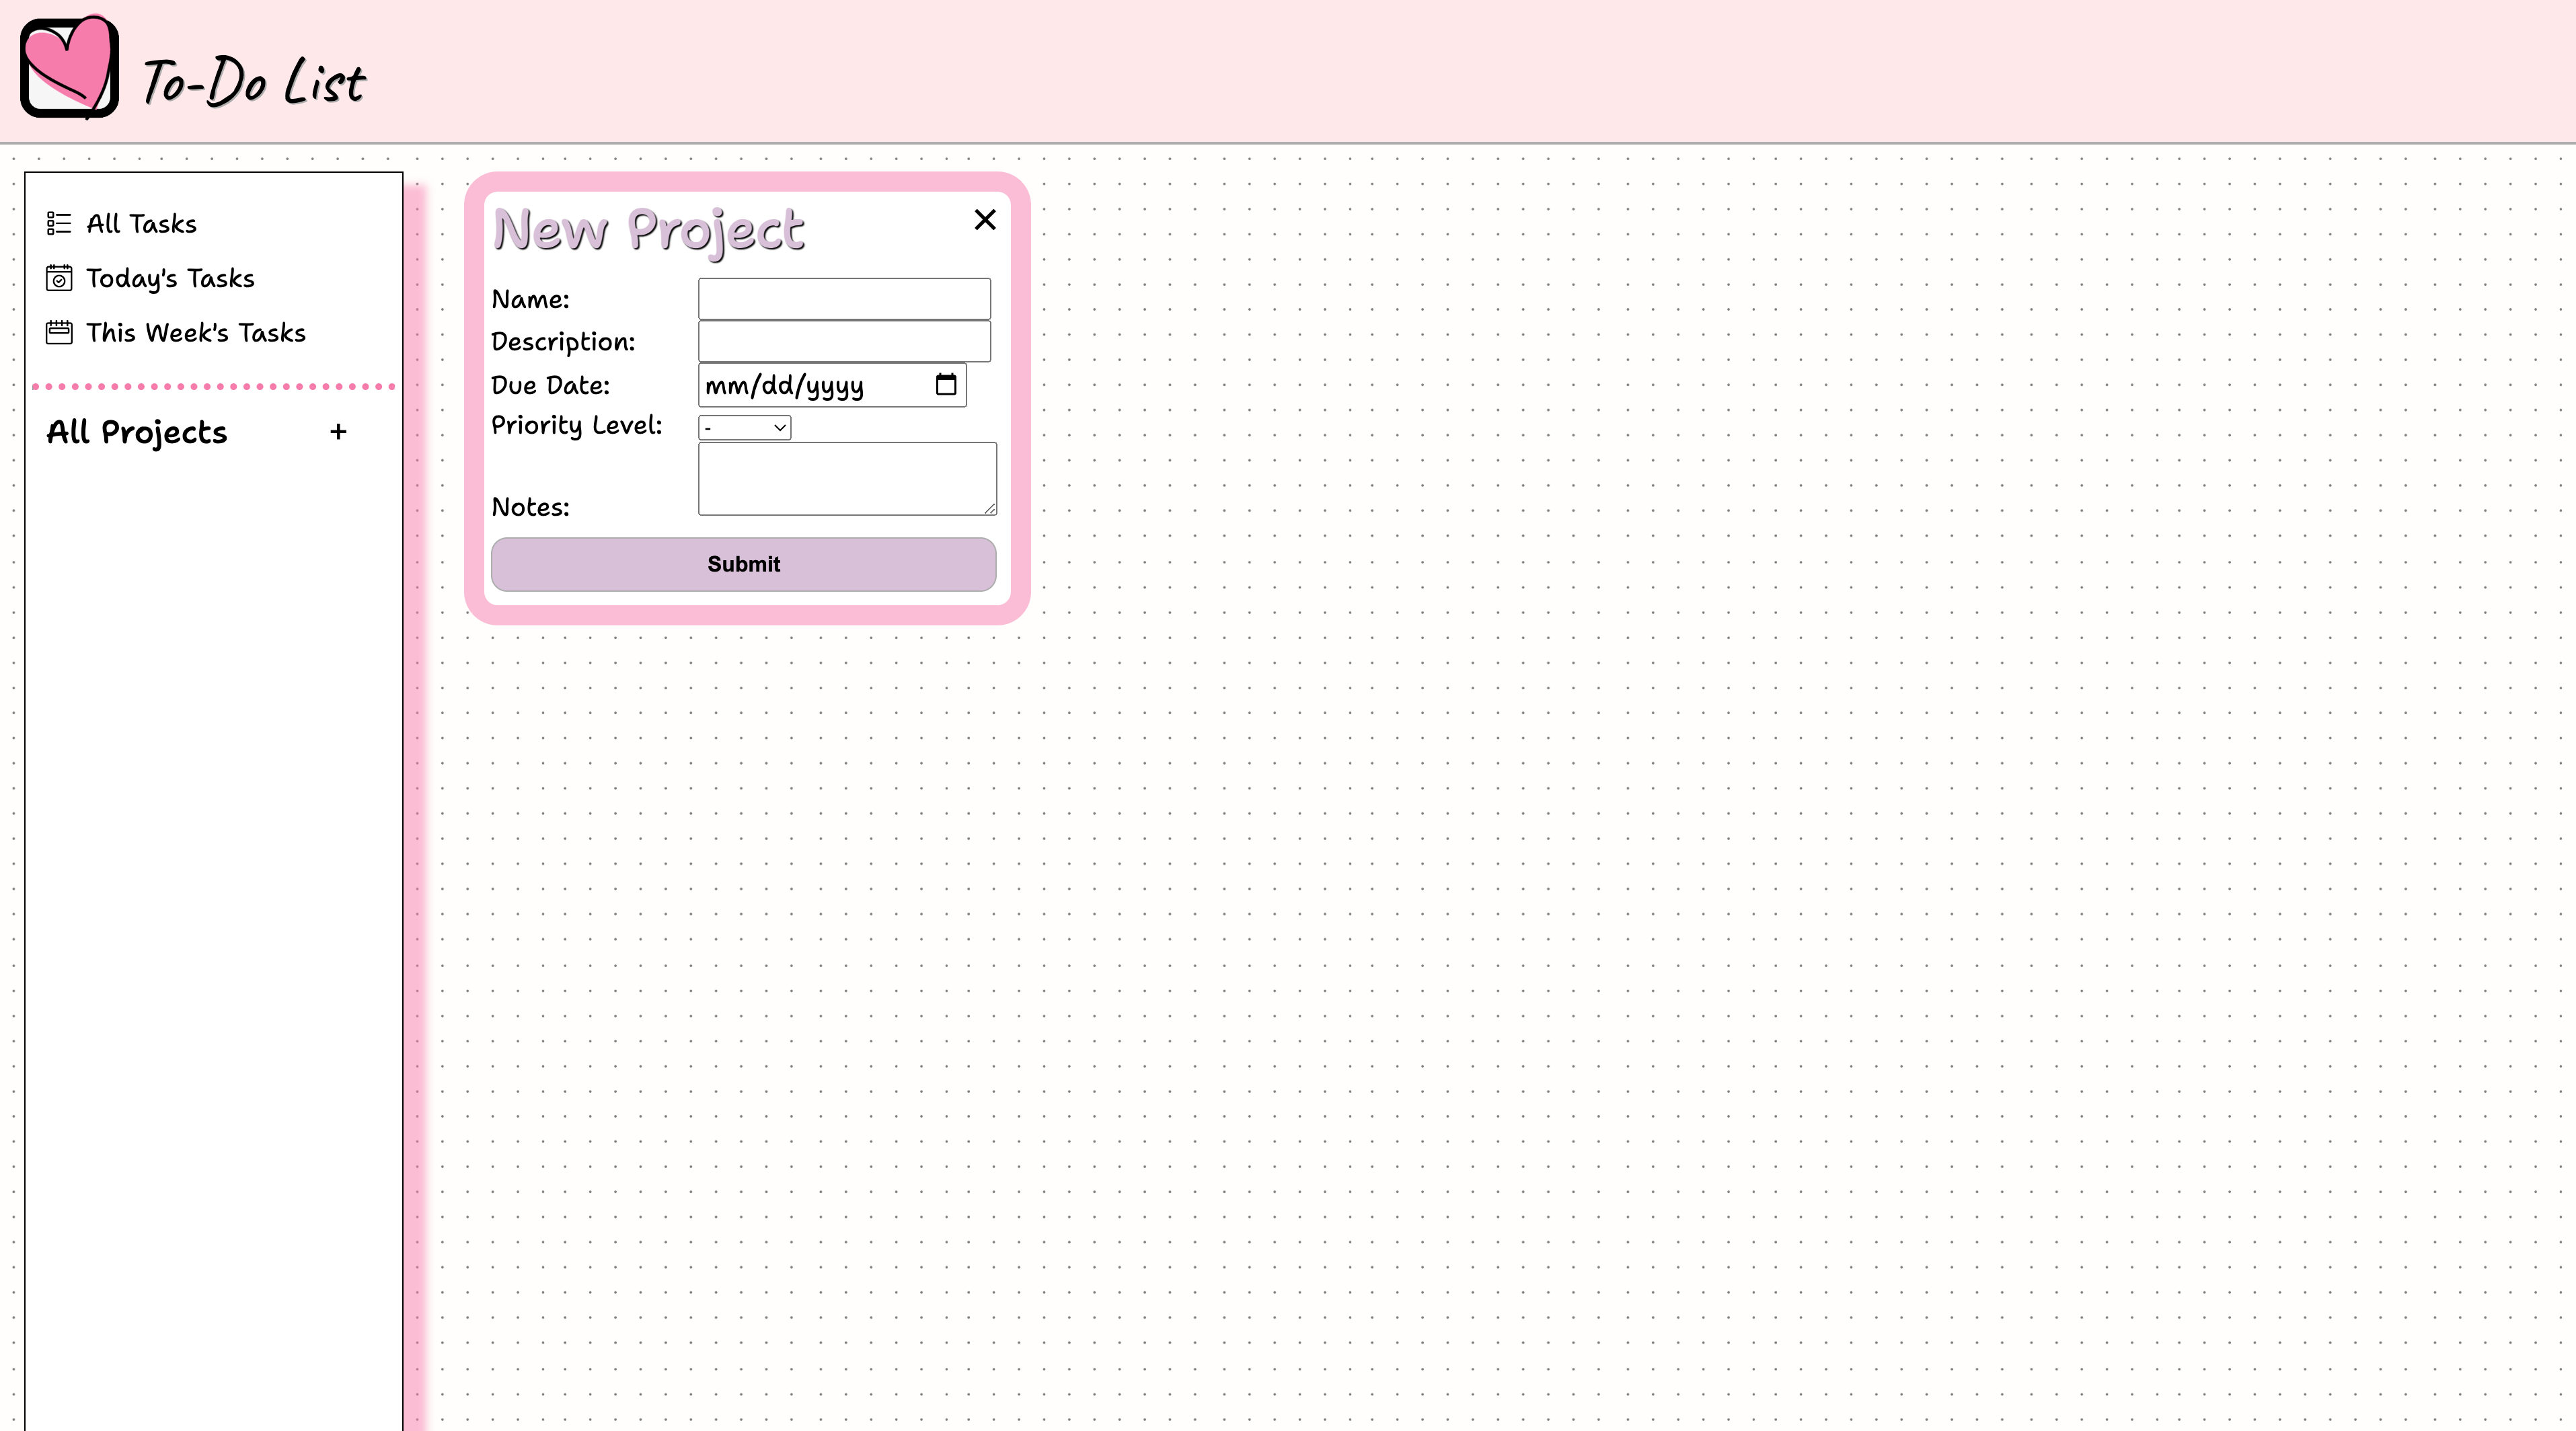 To-Do List
All Tasks
Today's Tasks
This Week's Tasks
All Projects +
New Project ✕
Name:
Description:
Due Date: mm/dd/yyyy
Priority Level: -
Notes:
Submit